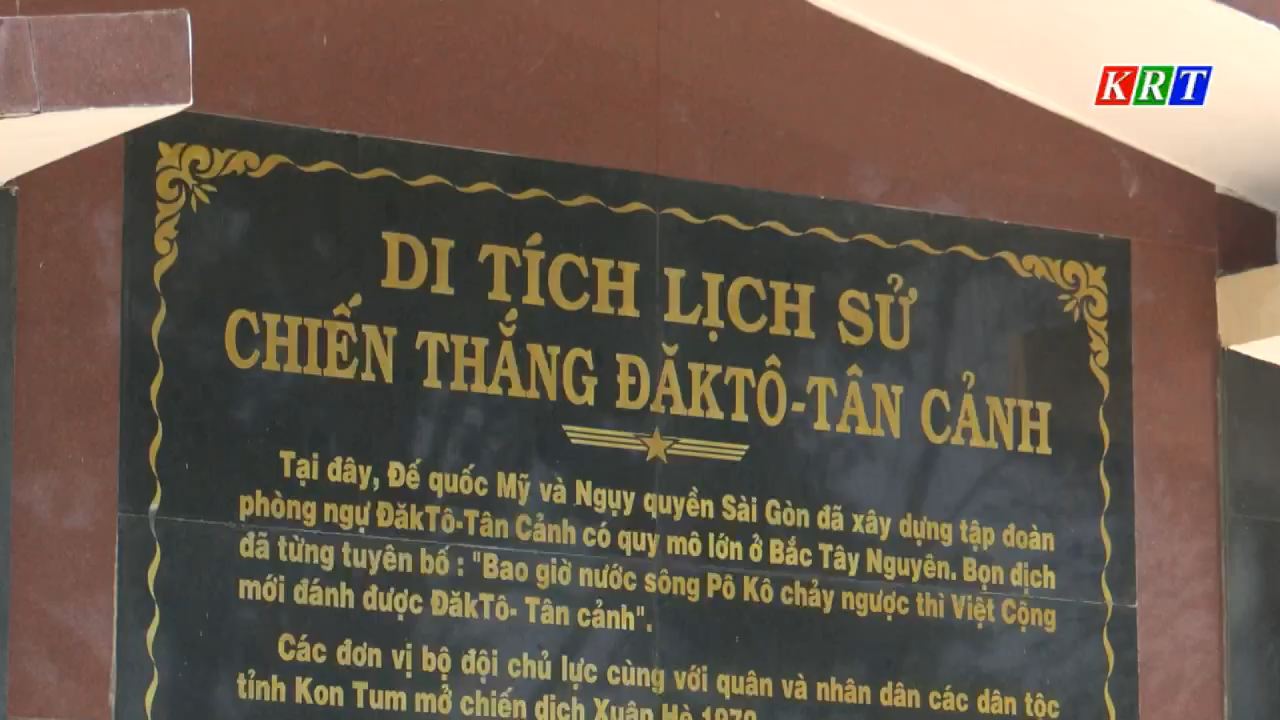 KRT
DI TÍCH LỊCH SỬ
CHIẾN THẮNG ĐĂKTÔ-TÂN CẢNH
Tại đây, Đế quốc Mỹ và Ngụy quyền Sài Gòn đã xây dựng tập đoàn
phòng ngự ĐăkTô-Tân Cảnh có quy mô lớn ở Bắc Tây Nguyên. Bọn địch
đã từng tuyên bố : "Bao giờ nước sông Pô Kô chảy ngược thì Việt Cộng
mới đánh được ĐăkTô- Tân cảnh".
Các đơn vị bộ đội chủ lực cùng với quân và nhân dân các dân tộc
tỉnh Kon Tum mở chiến dịch Xuân Hè